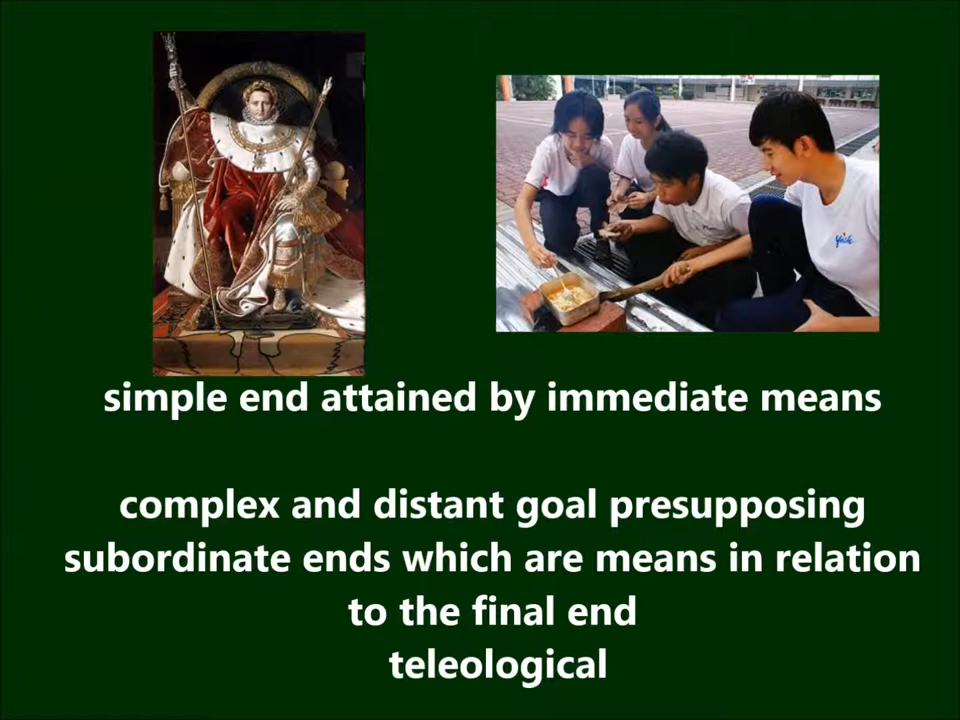 simple end attained by immediate means
complex and distant goal presupposing
subordinate ends which are means in relation
to the final end
teleological